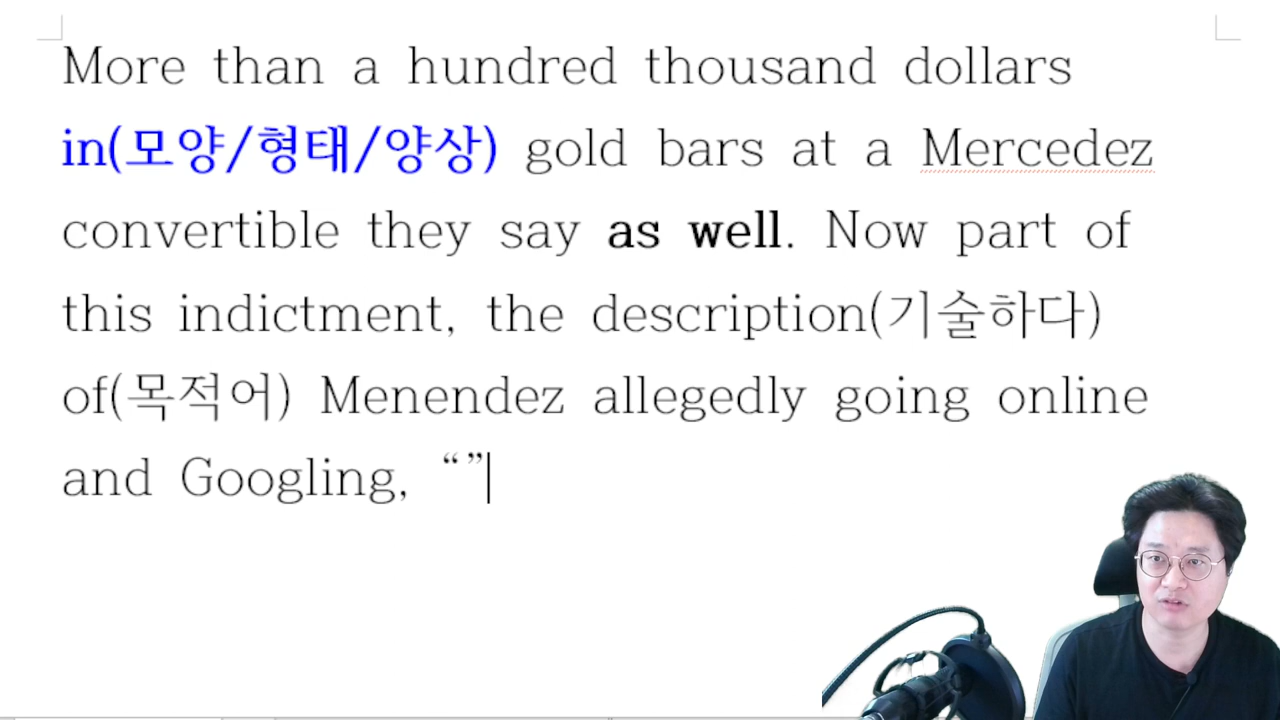 More than a hundred thousand dollars
in(모양/형태/양상) gold bars at a Mercedez
convertible they say as well. Now part of
this indictment, the description(기술하다)
of(목적어) Menendez allegedly going online
and Googling, “”